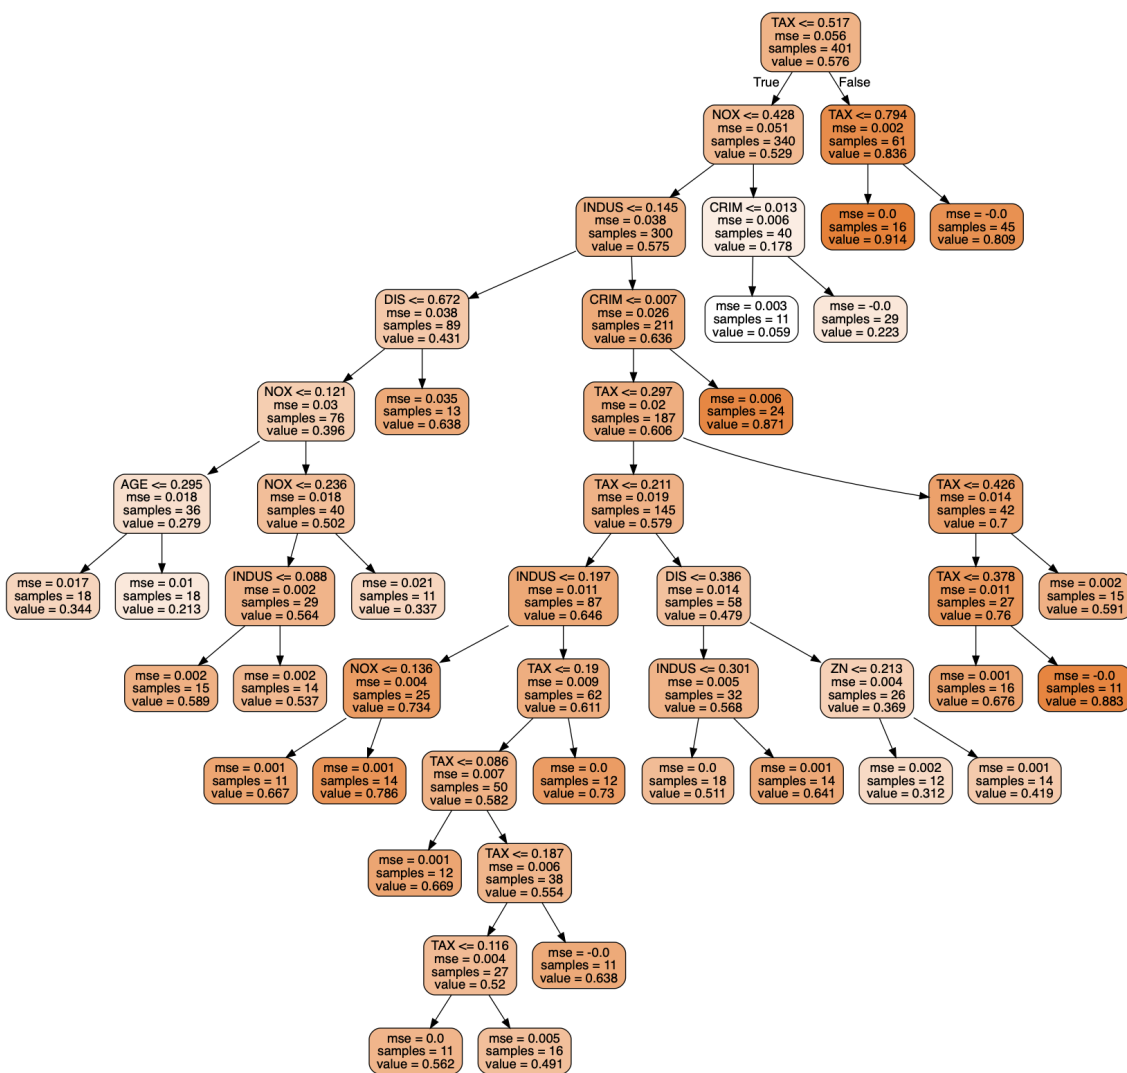 TAX <= 0.517
mse = 0.056
samples = 401
value = 0.576
True
False
NOX <= 0.428
mse = 0.051
samples = 340
value = 0.529
TAX <= 0.794
mse = 0.002
samples = 61
value = 0.836
INDUS <= 0.145
mse = 0.038
samples = 300
value = 0.575
CRIM <= 0.013
mse = 0.006
samples = 40
value = 0.178
mse = 0.0
samples = 16
value = 0.914
mse = -0.0
samples = 45
value = 0.809
DIS <= 0.672
mse = 0.038
samples = 89
value = 0.431
CRIM <= 0.007
mse = 0.026
samples = 211
value = 0.636
mse = 0.003
samples = 11
value = 0.059
mse = -0.0
samples = 29
value = 0.223
NOX <= 0.121
mse = 0.03
samples = 76
value = 0.396
mse = 0.035
samples = 13
value = 0.638
TAX <= 0.297
mse = 0.02
samples = 187
value = 0.606
mse = 0.006
samples = 24
value = 0.871
AGE <= 0.295
mse = 0.018
samples = 36
value = 0.279
NOX <= 0.236
mse = 0.018
samples = 40
value = 0.502
TAX <= 0.211
mse = 0.019
samples = 145
value = 0.579
TAX <= 0.426
mse = 0.014
samples = 42
value = 0.7
mse = 0.017
samples = 18
value = 0.344
mse = 0.01
samples = 18
value = 0.213
INDUS <= 0.088
mse = 0.002
samples = 29
value = 0.564
mse = 0.021
samples = 11
value = 0.337
INDUS <= 0.197
mse = 0.011
samples = 87
value = 0.646
DIS <= 0.386
mse = 0.014
samples = 58
value = 0.479
TAX <= 0.378
mse = 0.011
samples = 27
value = 0.76
mse = 0.002
samples = 15
value = 0.591
mse = 0.002
samples = 15
value = 0.589
mse = 0.002
samples = 14
value = 0.537
NOX <= 0.136
mse = 0.004
samples = 25
value = 0.734
TAX <= 0.19
mse = 0.009
samples = 62
value = 0.611
INDUS <= 0.301
mse = 0.005
samples = 32
value = 0.568
ZN <= 0.213
mse = 0.004
samples = 26
value = 0.369
mse = 0.001
samples = 16
value = 0.676
mse = -0.0
samples = 11
value = 0.883
mse = 0.001
samples = 11
value = 0.667
mse = 0.001
samples = 14
value = 0.786
TAX <= 0.086
mse = 0.007
samples = 50
value = 0.582
mse = 0.0
samples = 12
value = 0.73
mse = 0.0
samples = 18
value = 0.511
mse = 0.001
samples = 14
value = 0.641
mse = 0.002
samples = 12
value = 0.312
mse = 0.001
samples = 14
value = 0.419
mse = 0.001
samples = 12
value = 0.669
TAX <= 0.187
mse = 0.006
samples = 38
value = 0.554
TAX <= 0.116
mse = 0.004
samples = 27
value = 0.52
mse = -0.0
samples = 11
value = 0.638
mse = 0.0
samples = 11
value = 0.562
mse = 0.005
samples = 16
value = 0.491